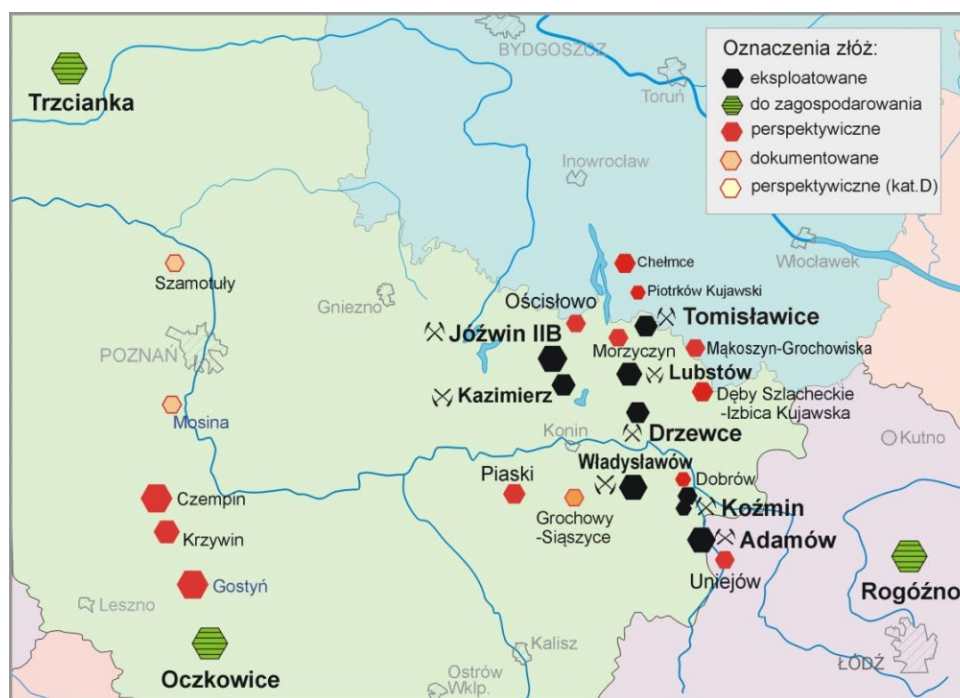 BYDGOSZCZ
Trzcianka
Toruń
Oznaczenia złóż:
eksploatowane
do zagospodarowania
perspektywiczne
dokumentowane
perspektywiczne (kat.D)
Inowrocław
Włocławek
Szamotuły
Gniezno
Chełmce
Piotrków Kujawski
Ościsłowo
Tomisławice
Jóźwin IIB
POZNAŃ
Morzyczyn
Mąkoszyn-Grochowiska
Lubstów
Kazimierz
Dęby Szlacheckie
-Izbica Kujawska
Mosina
Drzewce
Konin
Kutno
Władysławów
Piaski
Dobrów
Czempin
Grochowy
-Siąszyce
Koźmin
Krzywin
Adamów
Uniejów
Gostyń
Rogóźno
Leszno
Kalisz
ŁÓDŹ
Oczkowice
Ostrów
Wklp.